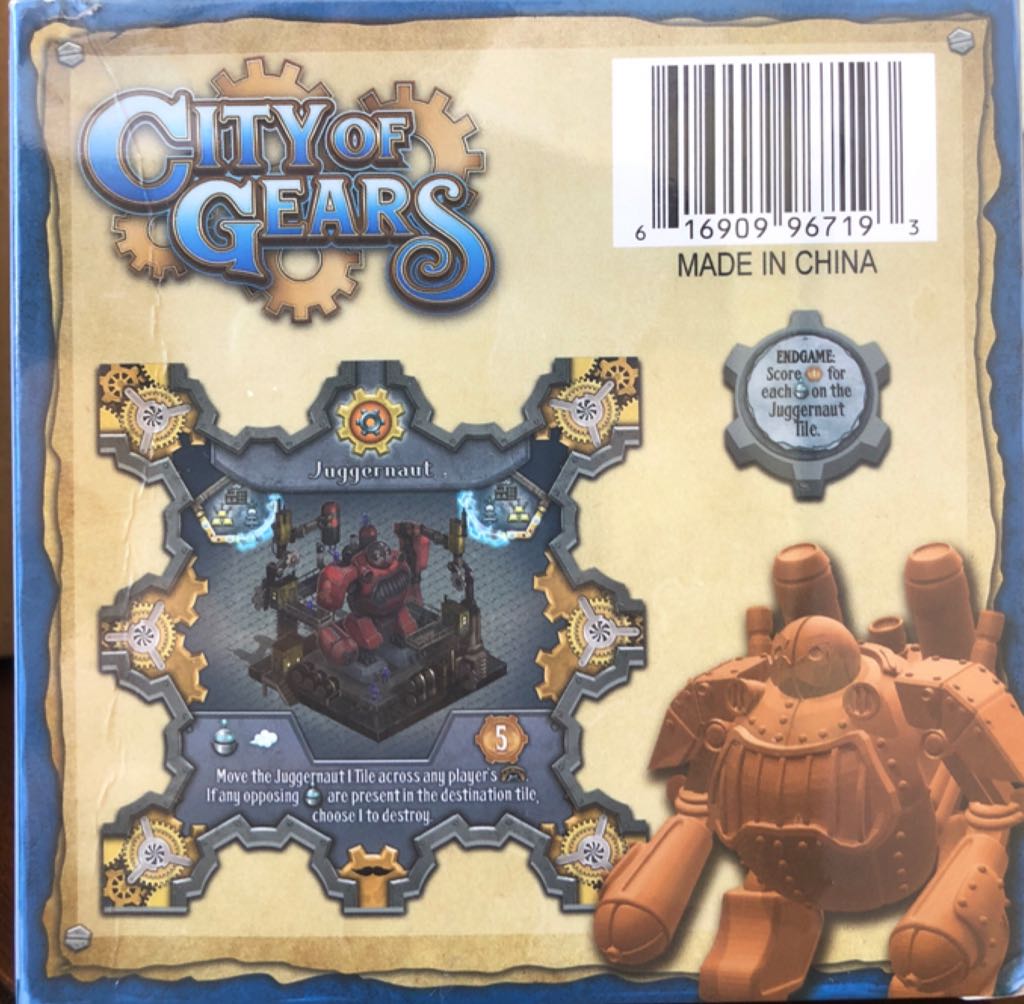 CITY OF
GEARS
6 16909 96719 3
MADE IN CHINA
ENDGAME:
Score for
each on the
Juggernaut
Tile.
Juggernaut
5
Move the Juggernaut 1 Tile across any player's
If any opposing are present in the destination tile,
choose 1 to destroy.